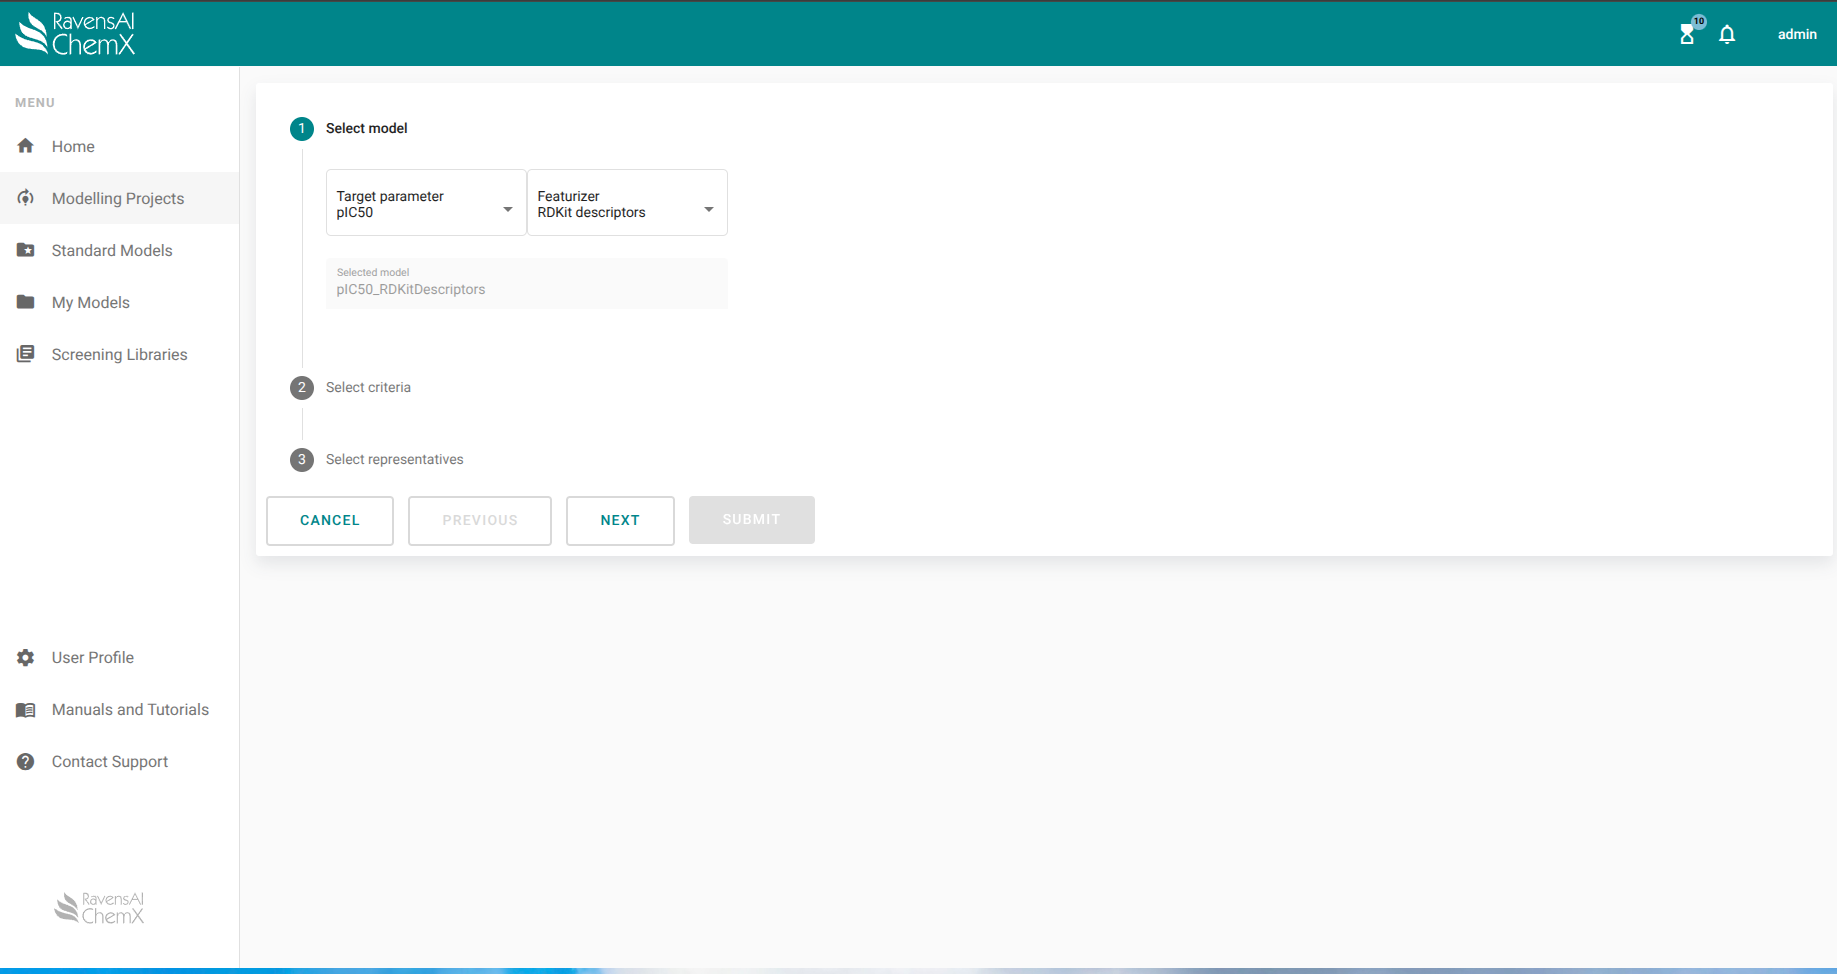 RavensAI
ChemX
10
admin
MENU
Home
Modelling Projects
Standard Models
My Models
Screening Libraries
User Profile
Manuals and Tutorials
Contact Support
RavensAI
ChemX
1 Select model
Target parameter
pIC50
Featurizer
RDKit descriptors
Selected model
pIC50_RDKitDescriptors
2 Select criteria
3 Select representatives
CANCEL PREVIOUS NEXT SUBMIT